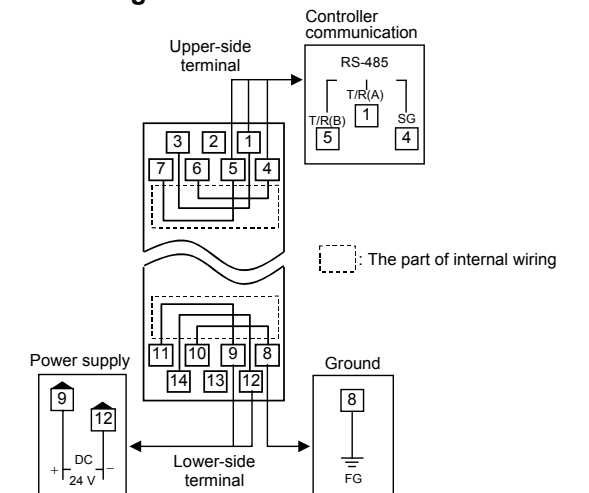 Controller
communication
Upper-side
terminal
RS-485
T/R(A)
T/R(B)
1
SG
5
4
3 2 1
7 6 5 4
: The part of internal wiring
11 10 9 8
14 13 12
Power supply
9
12
DC
+ −
24 V
Lower-side
terminal
Ground
8
FG